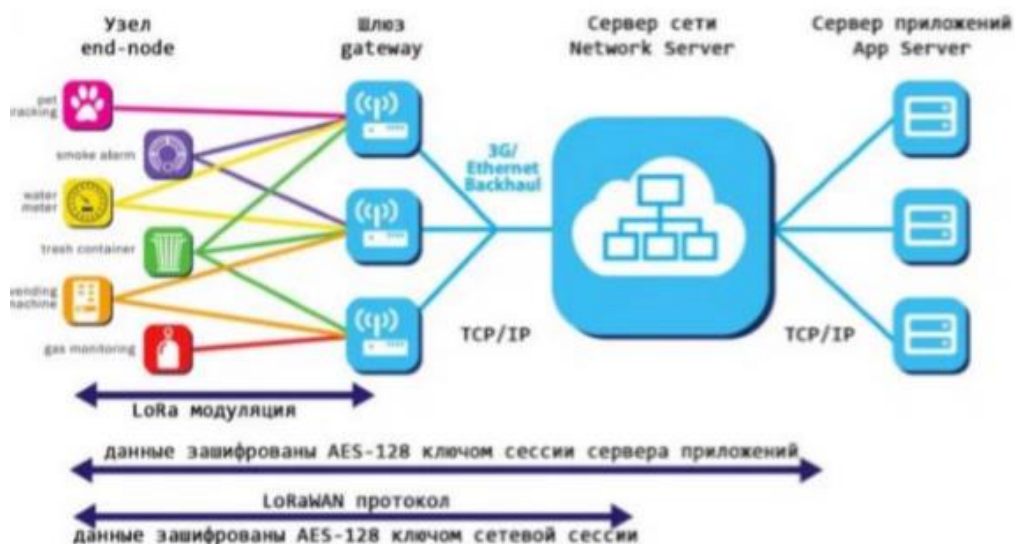 Узел
end-node
Шлюз
gateway
Сервер сети
Network Server
Сервер приложений
App Server
pet
racking
smoke alarm
water
meter
trash container
vending
machine
gas monitoring
3G/
Ethernet
Backhaul
TCP/IP
TCP/IP
LoRa модуляция
данные зашифрованы AES-128 ключом сессии сервера приложений
LoRaWAN протокол
данные зашифрованы AES-128 ключом сетевой сессии